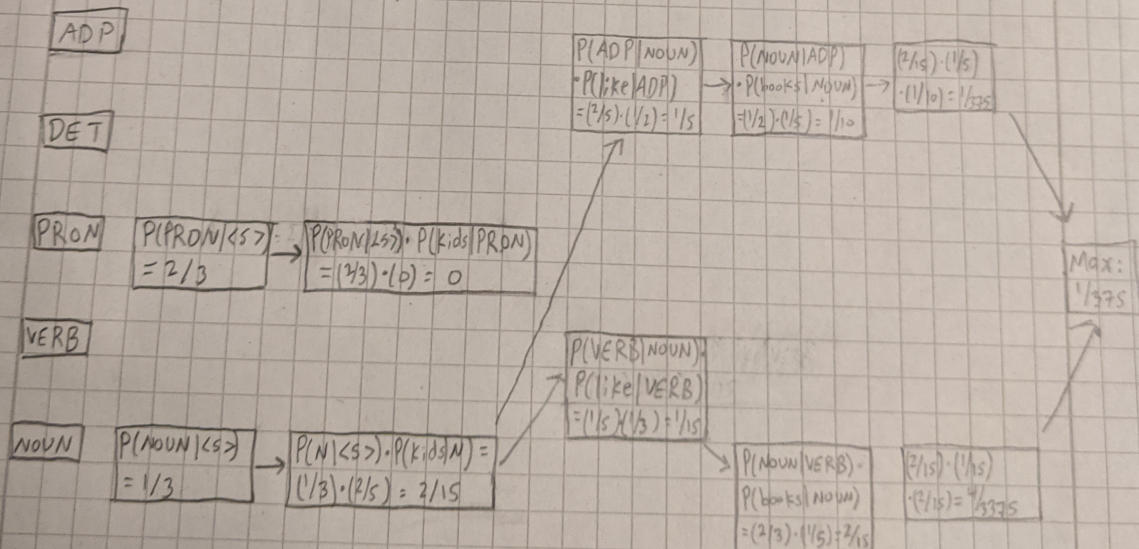 ADP
P(ADP|NOUN)
·P(like|ADP)
=(2/5)·(1/2)=1/5
P(NOUN|ADP)
·P(books|NOUN)
=(1/2)·(1/5)=1/10
(2/15)·(1/5)
·(1/10)=1/375
DET
PRON
P(PRON|<S>)
=2/3
P(PRON|<S>)·P(kids|PRON)
=(2/3)·(0)=0
Max:
1/375
VERB
P(VERB|NOUN)·
P(like|VERB)
=(1/5)(1/3)=1/15
NOUN
P(NOUN|<S>)
=1/3
P(N|<S>)·P(kids|N)=
(1/3)·(2/5)=2/15
P(NOUN|VERB)·
P(books|NOUN)
=(2/3)·(1/5)=2/15
(2/15)·(1/15)
·(2/15)=4/3375